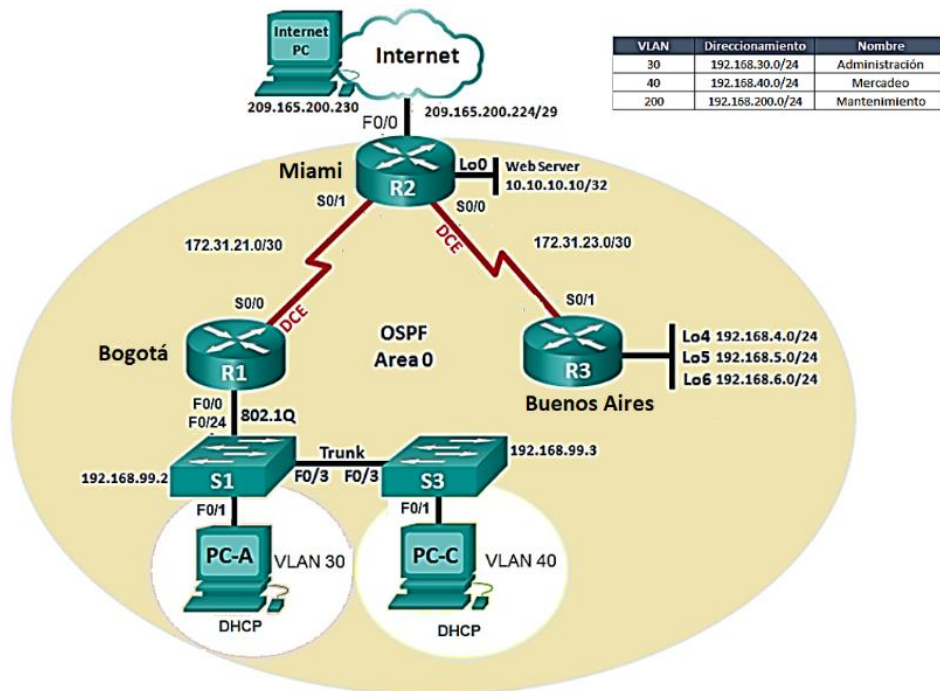 Internet PC
Internet
209.165.200.230
209.165.200.224/29
F0/0
VLAN Direccionamiento Nombre
30 192.168.30.0/24 Administración
40 192.168.40.0/24 Mercadeo
200 192.168.200.0/24 Mantenimiento
Miami
R2
Lo0
Web Server
10.10.10.10/32
S0/1
S0/0
DCE
172.31.21.0/30
172.31.23.0/30
S0/0
DCE
S0/1
Bogotá
R1
OSPF
Area 0
R3
Buenos Aires
Lo4 192.168.4.0/24
Lo5 192.168.5.0/24
Lo6 192.168.6.0/24
F0/0
F0/24
802.1Q
192.168.99.2
S1
Trunk
F0/3 F0/3
S3
192.168.99.3
F0/1
F0/1
PC-A
VLAN 30
DHCP
PC-C
VLAN 40
DHCP